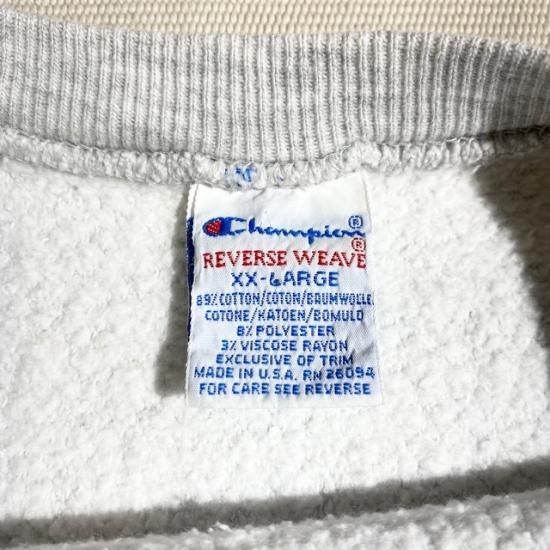 Champion®
REVERSE WEAVE®
XX-LARGE
89% COTTON/COTON/BAUMWOLLE
COTONE/KATOEN/BOMULD
8% POLYESTER
3% VISCOSE RAYON
EXCLUSIVE OF TRIM
MADE IN U.S.A. RN 26094
FOR CARE SEE REVERSE